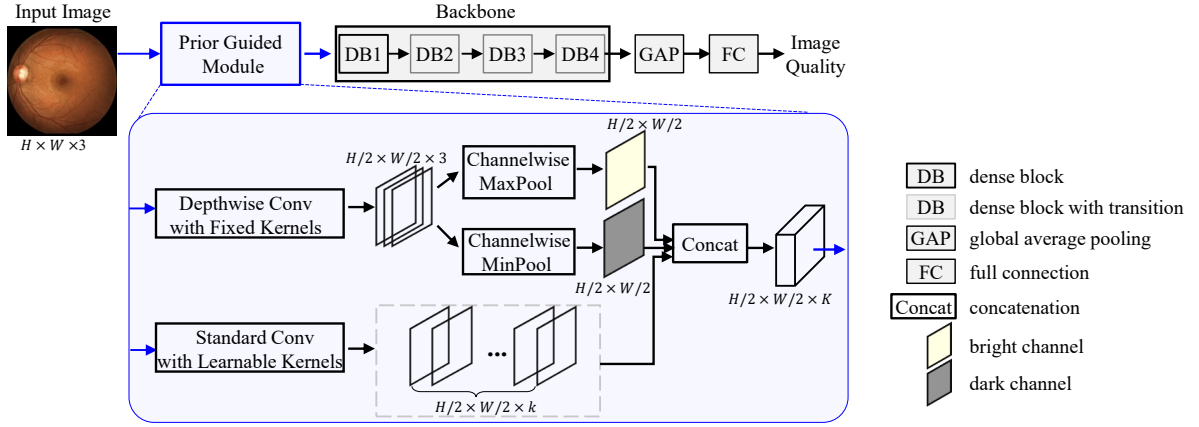 Input Image
Backbone
Prior Guided
Module
DB1
DB2
DB3
DB4
GAP
FC
Image
Quality
H × W ×3
H/2 × W/2 × 3
Channelwise
MaxPool
H/2 × W/2
Depthwise Conv
with Fixed Kernels
Channelwise
MinPool
H/2 × W/2
Concat
H/2 × W/2 × K
Standard Conv
with Learnable Kernels
...
H/2 × W/2 × k
DB dense block
DB dense block with transition
GAP global average pooling
FC full connection
Concat concatenation
bright channel
dark channel